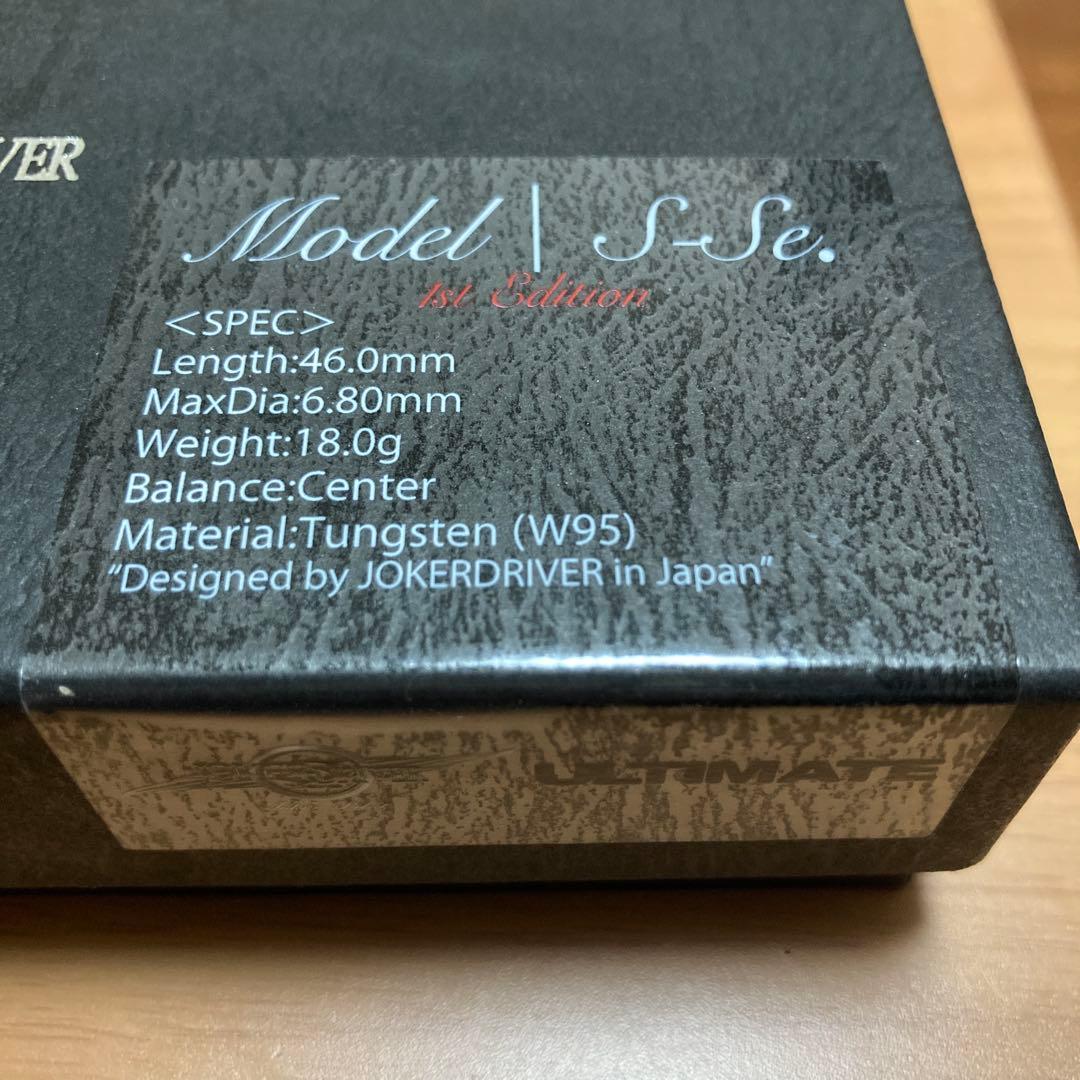 VER
Model | S-Se.
1st Edition
<SPEC>
Length:46.0mm
MaxDia:6.80mm
Weight:18.0g
Balance:Center
Material:Tungsten (W95)
"Designed by JOKERDRIVER in Japan"
ULTIMATE